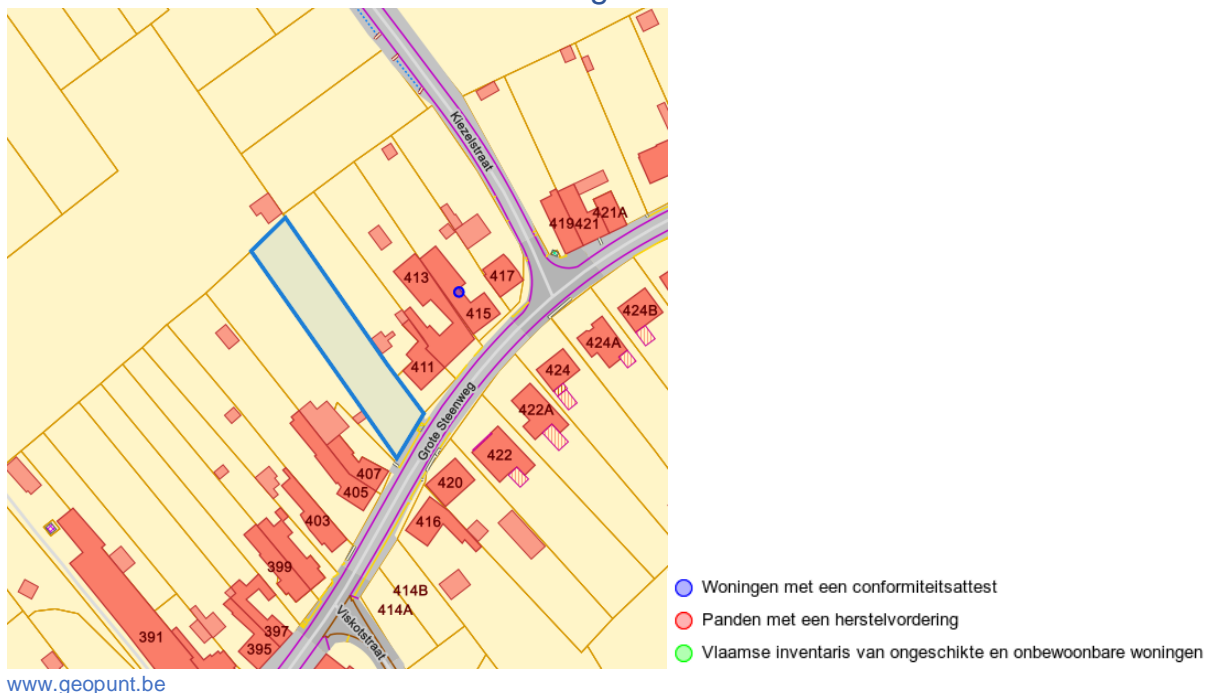 Kiezelstraat
421A
419 421
413
417
415
424B
424A
411
424
Grote Steenweg
422A
422
407
420
405
403
416
399
414B
414A
Viskotstraat
397
391
395
Woningen met een conformiteitsattest
Panden met een herstelvordering
Vlaamse inventaris van ongeschikte en onbewoonbare woningen
www.geopunt.be